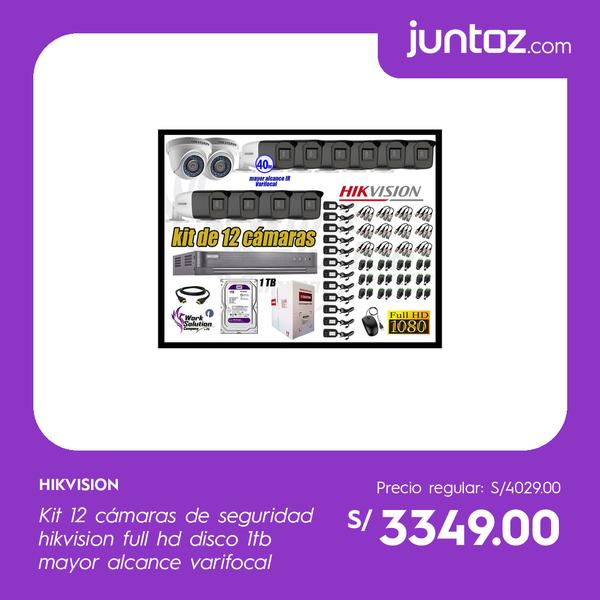 juntoz.com
40m
mayor alcance IR
Varifocal
HIKVISION
kit de 12 cámaras
1 TB
Work
Solution
Company
Full HD
1080
HIKVISION
Precio regular: S/4029.00
Kit 12 cámaras de seguridad
hikvision full hd disco 1tb
mayor alcance varifocal
S/ 3349.00